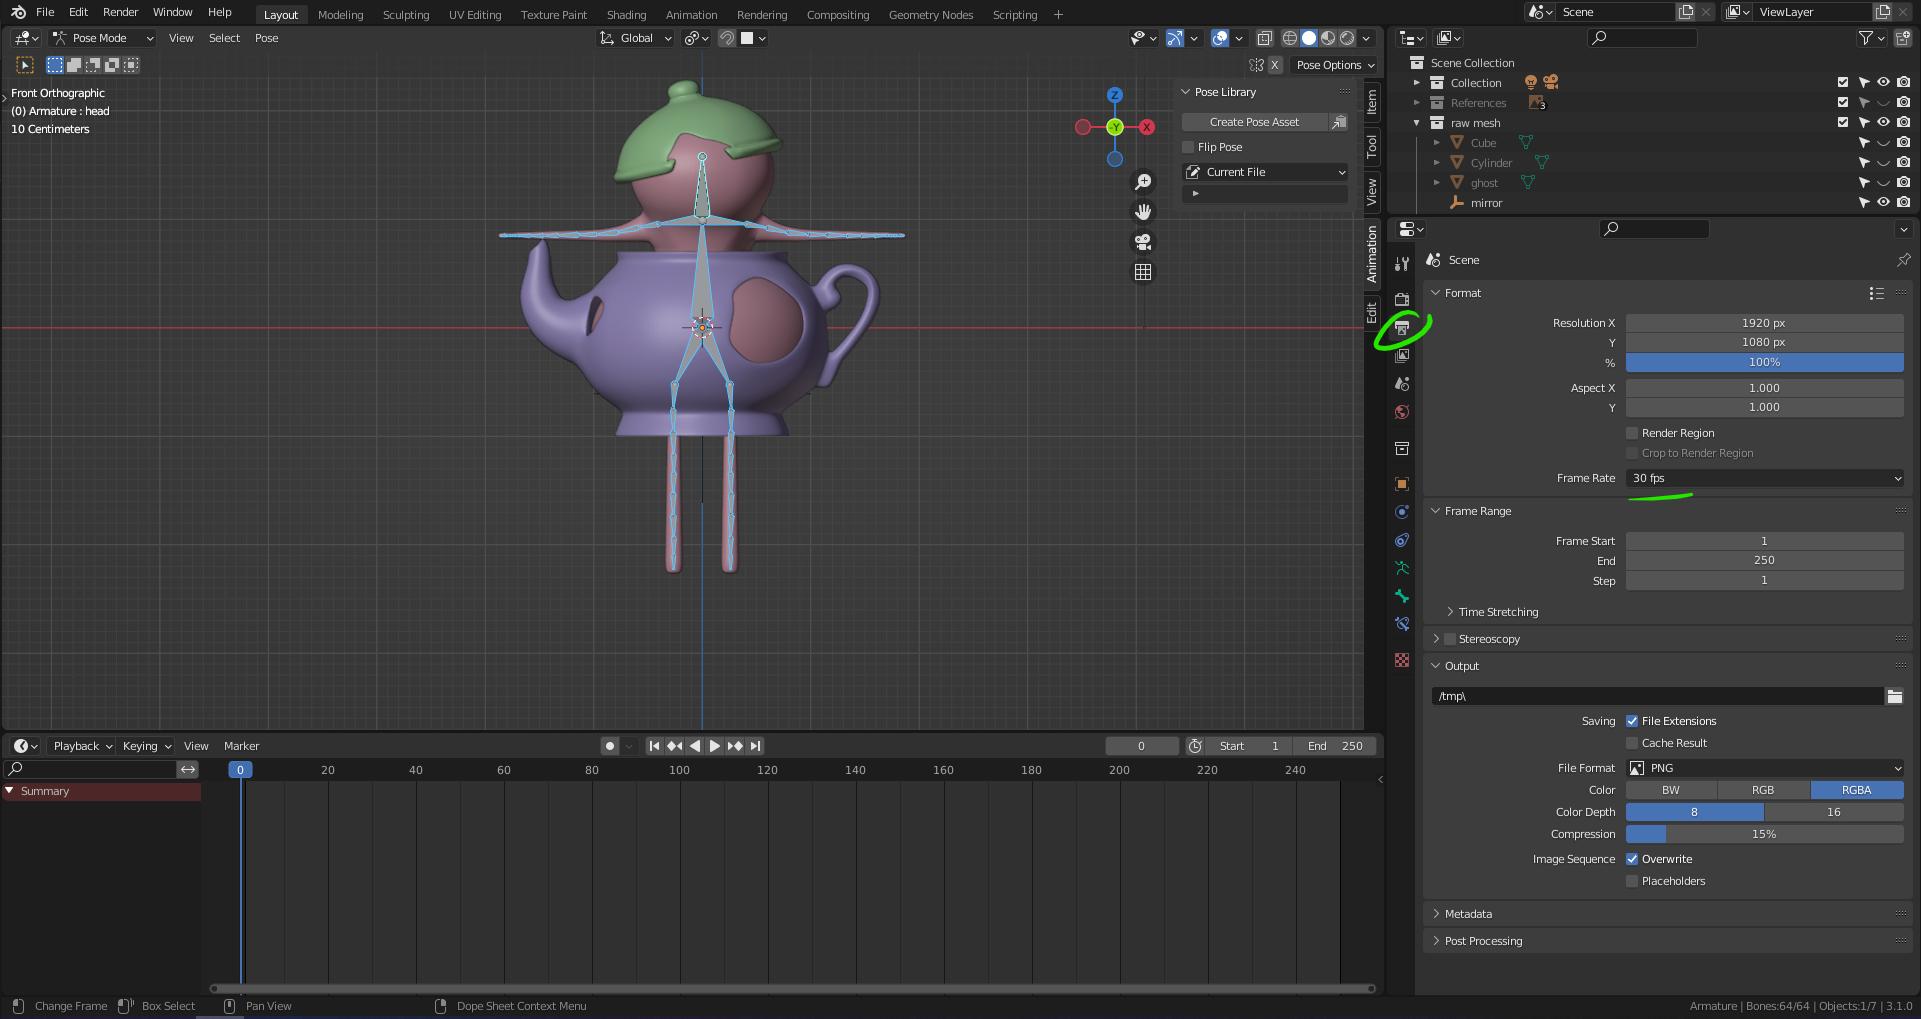 File Edit Render Window Help Layout Modeling Sculpting UV Editing Texture Paint Shading Animation Rendering Compositing Geometry Nodes Scripting + Scene ViewLayer
Pose Mode View Select Pose Global
X Pose Options
Front Orthographic
(0) Armature : head
10 Centimeters
Z
X
-Y
Pose Library
Create Pose Asset
Flip Pose
Current File
Item
Tool
View
Animation
Edit
Scene Collection
Collection
References 3
raw mesh
Cube
Cylinder
ghost
mirror
Scene
Format
Resolution X 1920 px
Y 1080 px
% 100%
Aspect X 1.000
Y 1.000
Render Region
Crop to Render Region
Frame Rate 30 fps
Frame Range
Frame Start 1
End 250
Step 1
Time Stretching
Stereoscopy
Output
/tmp\
Saving File Extensions
Cache Result
File Format PNG
Color BW RGB RGBA
Color Depth 8 16
Compression 15%
Image Sequence Overwrite
Placeholders
Metadata
Post Processing
Playback Keying View Marker 0 Start 1 End 250
0 20 40 60 80 100 120 140 160 180 200 220 240
Summary
Change Frame Box Select Pan View Dope Sheet Context Menu Armature | Bones:64/64 | Objects:1/7 | 3.1.0